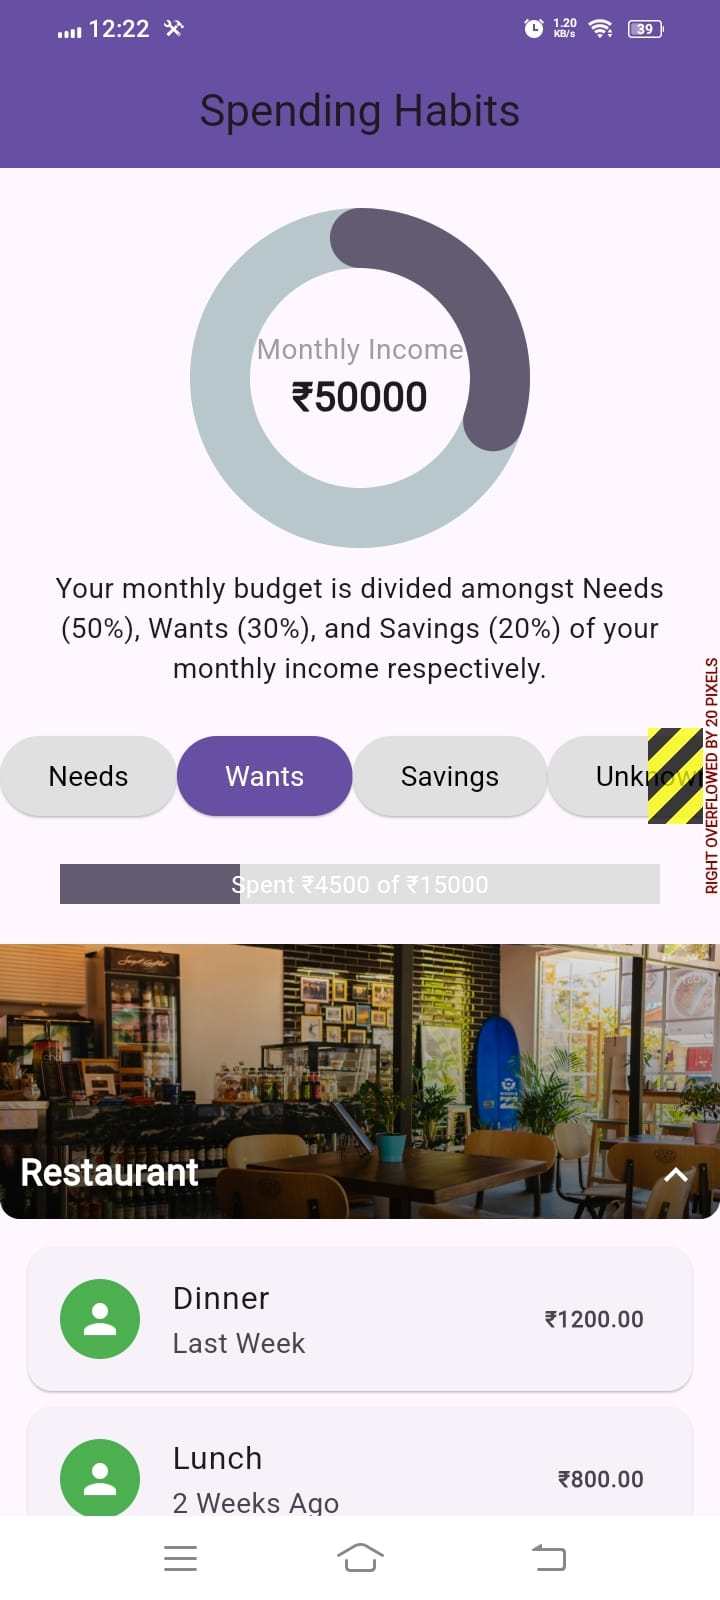 12:22
1.20
KB/s
39
Spending Habits
Monthly Income
₹50000
Your monthly budget is divided amongst Needs
(50%), Wants (30%), and Savings (20%) of your
monthly income respectively.
RIGHT OVERFLOWED BY 20 PIXELS
Needs
Wants
Savings
Unknow
Spent ₹4500 of ₹15000
Restaurant
Dinner
Last Week
₹1200.00
Lunch
2 Weeks Ago
₹800.00